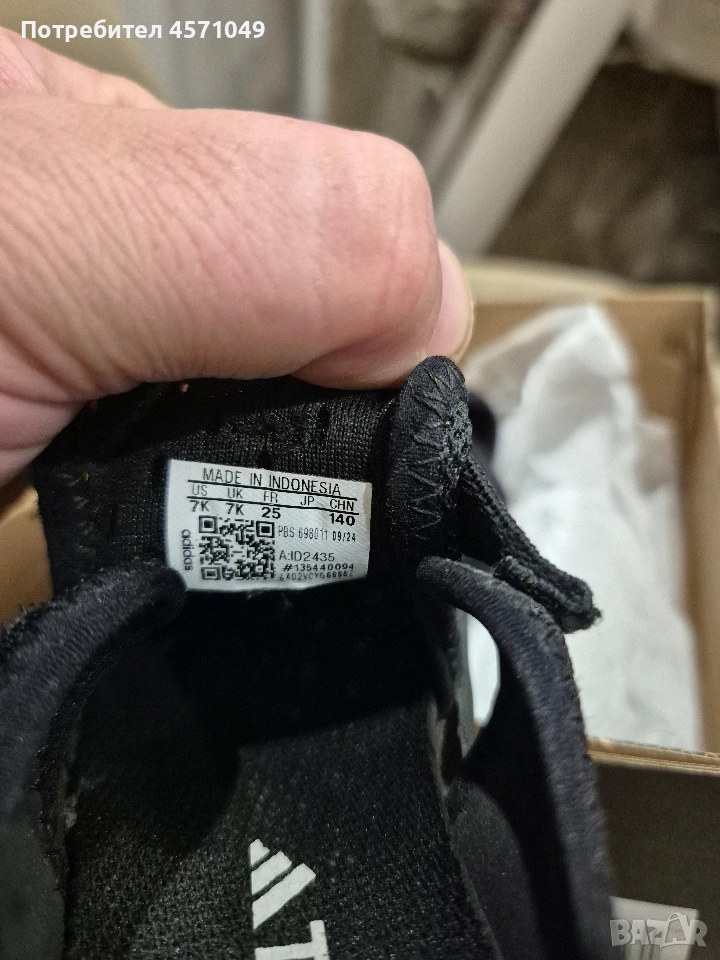 Потребител 4571049
MADE IN INDONESIA
US UK FR JP CHN
7K 7K 25 140
PBS 698011 09/24
A:ID2435
#135440094
adidas
BAZAR